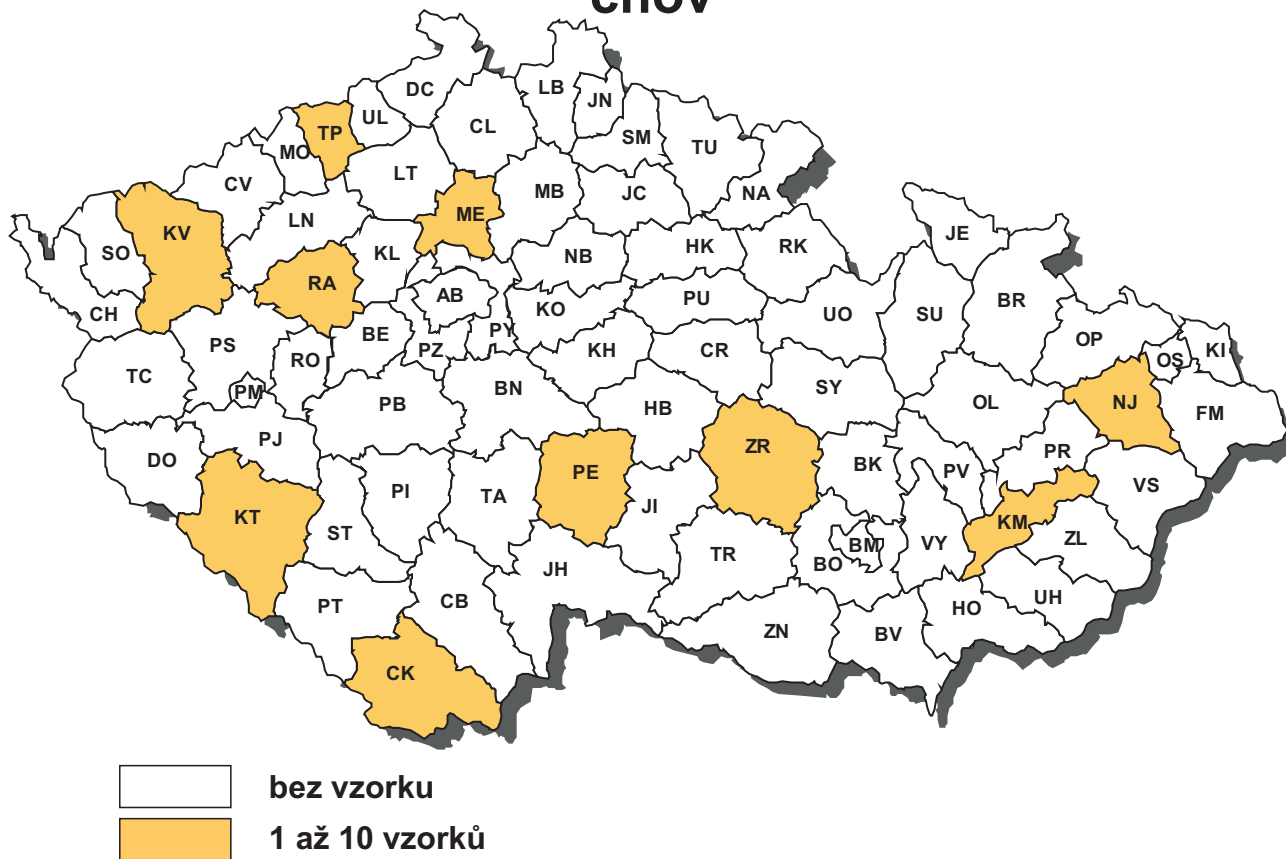 chov
DC
LB
JN
UL
TP
CL
SM
MO
TU
LT
CV
MB
JC
NA
ME
LN
KV
HK
RK
JE
SO
KL
NB
RA
AB
PU
BR
CH
KO
UO
SU
PY
BE
OP
PS
PZ
KH
CR
KI
RO
OS
TC
PM
BN
SY
PB
HB
OL
NJ
FM
PJ
ZR
PR
DO
BK
PE
PV
VS
PI
TA
JI
KT
KM
ST
ZL
BM
VY
TR
BO
JH
UH
CB
PT
HO
ZN
BV
CK
bez vzorku
1 až 10 vzorků